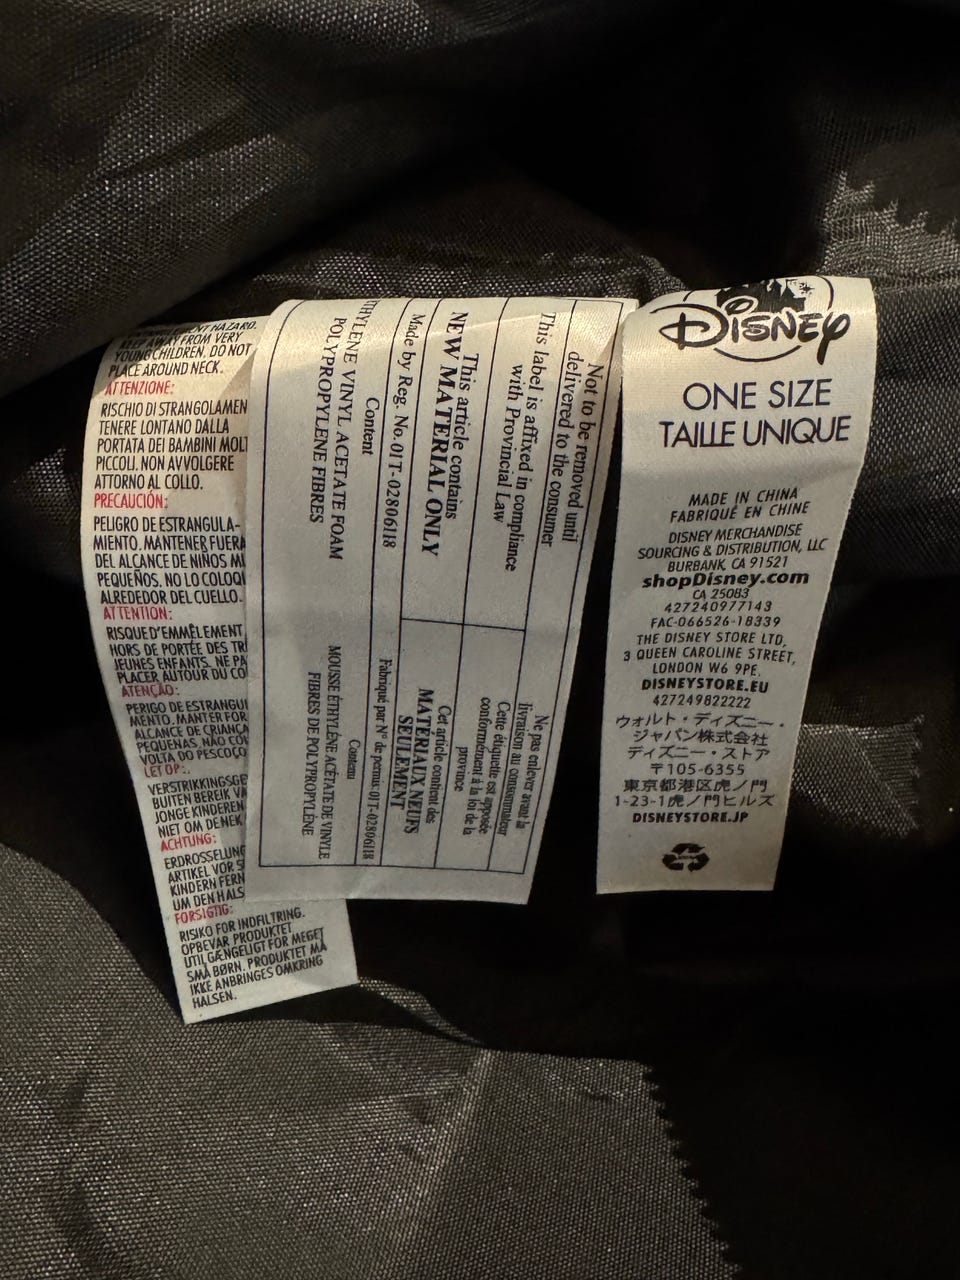 ENT HAZARD.
KEEP AWAY FROM VERY
YOUNG CHILDREN. DO NOT
PLACE AROUND NECK.
ATTENZIONE:
RISCHIO DI STRANGOLAMEN
TENERE LONTANO DALLA
PORTATA DEI BAMBINI MOLT
PICCOLI. NON AVVOLGERE
ATTORNO AL COLLO.
PRECAUCIÓN:
PELIGRO DE ESTRANGULA-
MIENTO. MANTENER FUERA
DEL ALCANCE DE NIÑOS MU
PEQUEÑOS. NO LO COLOQU
ALREDEDOR DEL CUELLO.
ATTENTION:
RISQUE D'EMMÊLEMENT
HORS DE PORTÉE DES TR
JEUNES ENFANTS. NE PA
PLACER AUTOUR DU CO
ATENÇÃO:
PERIGO DE ESTRANGU
MENTO. MANTER FOR
ALCANCE DE CRIANÇA
PEQUENAS. NÃO COL
VOLTA DO PESCOÇO
LET OP:
VERSTRIKKINGSGE
BUITEN BEREIK VA
JONGE KINDEREN
NIET OM DE NEK
ACHTUNG:
ERDROSSELUNG
ARTIKEL VOR S
KINDERN FERN
UM DEN HALS
FORSIGTIG:
RISIKO FOR INDFILTRING.
OPBEVAR PRODUKTET
UTILGÆNGELIGT FOR MEGET
SMÅ BØRN. PRODUKTET MÅ
IKKE ANBRINGES OMKRING
HALSEN.
Not to be removed until
delivered to the consumer
This label is affixed in compliance
with Provincial Law
This article contains
NEW MATERIAL ONLY
Made by Reg. No. 01T-02806118
Content
THYLENE VINYL ACETATE FOAM
POLYPROPYLENE FIBRES
Ne pas enlever avant la
livraison au consommateur
Cette étiquette est apposée
conformément à la loi de la
province
Cet article contient des
MATERIAUX NEUFS
SEULEMENT
Fabriqué par N° de permis: 01T-02806118
Contenu
MOUSSE ÉTHYLÈNE ACÉTATE DE VINYLE
FIBRES DE POLYPROPYLÈNE
DISNEY
ONE SIZE
TAILLE UNIQUE
MADE IN CHINA
FABRIQUÉ EN CHINE
DISNEY MERCHANDISE
SOURCING & DISTRIBUTION, LLC
BURBANK, CA 91521
shopDisney.com
CA 25083
427240977143
FAC-066526-18339
THE DISNEY STORE LTD,
3 QUEEN CAROLINE STREET,
LONDON W6 9PE.
DISNEYSTORE.EU
427249822222
ウォルト・ディズニー・
ジャパン株式会社
ディズニー・ストア
〒105-6355
東京都港区虎ノ門
1-23-1虎ノ門ヒルズ
DISNEYSTORE.JP